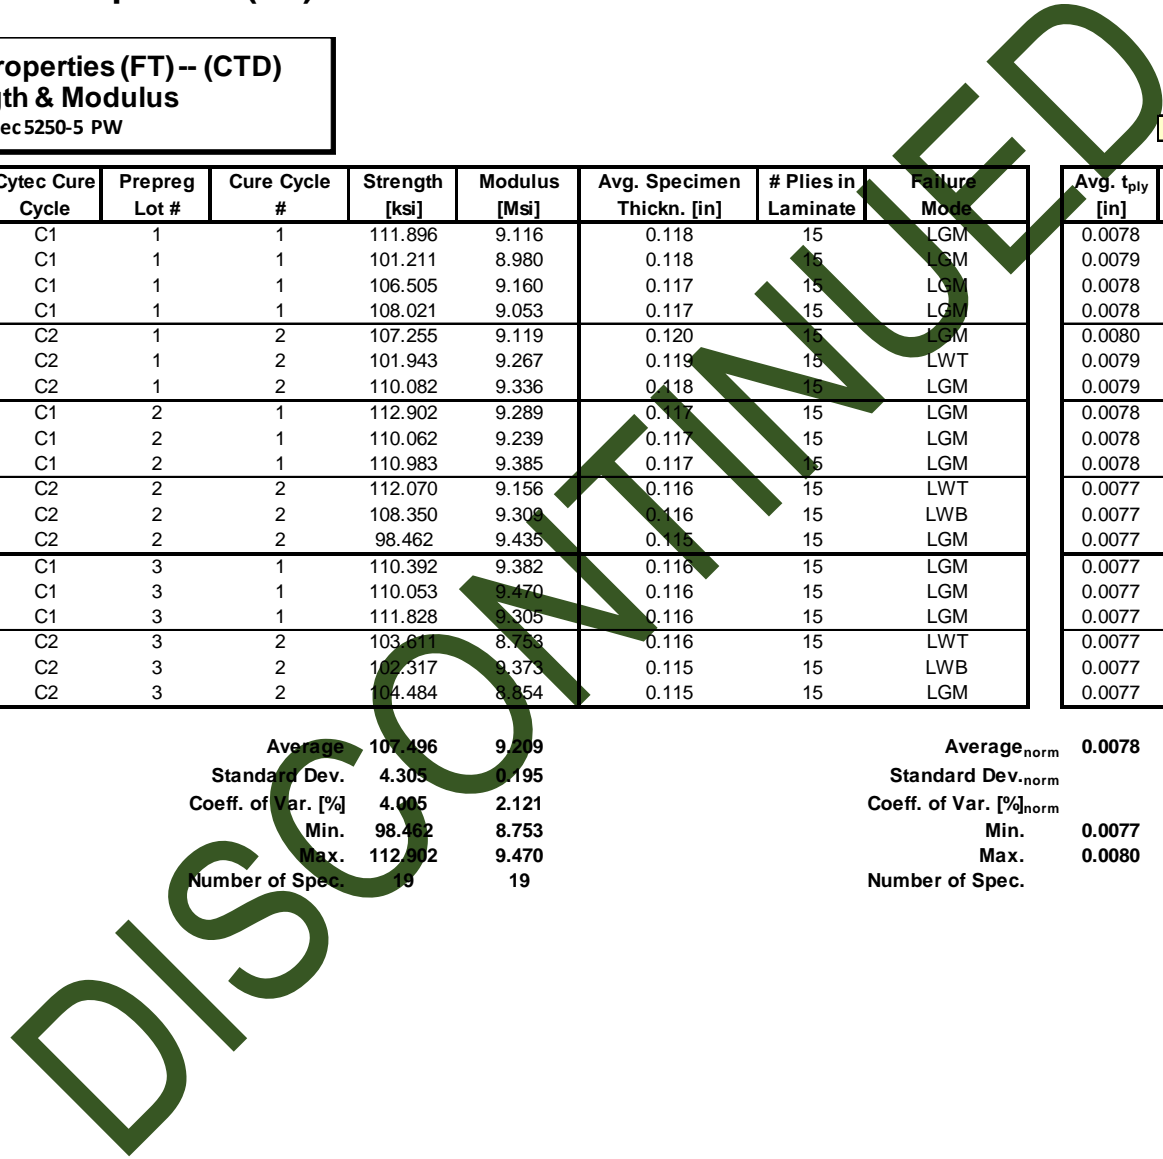 roperties (FT) -- (CTD)
gth & Modulus
ec 5250-5 PW
Cytec Cure Prepreg Cure Cycle Strength Modulus Avg. Specimen # Plies in Failure Avg. tply
Cycle Lot # # [ksi] [Msi] Thickn. [in] Laminate Mode [in]
C1 1 1 111.896 9.116 0.118 15 LGM 0.0078
C1 1 1 101.211 8.980 0.118 15 LGM 0.0079
C1 1 1 106.505 9.160 0.117 15 LGM 0.0078
C1 1 1 108.021 9.053 0.117 15 LGM 0.0078
C2 1 2 107.255 9.119 0.120 15 LGM 0.0080
C2 1 2 101.943 9.267 0.119 15 LWT 0.0079
C2 1 2 110.082 9.336 0.118 15 LGM 0.0079
C1 2 1 112.902 9.289 0.117 15 LGM 0.0078
C1 2 1 110.062 9.239 0.117 15 LGM 0.0078
C1 2 1 110.983 9.385 0.117 15 LGM 0.0078
C2 2 2 112.070 9.156 0.116 15 LWT 0.0077
C2 2 2 108.350 9.309 0.116 15 LWB 0.0077
C2 2 2 98.462 9.435 0.115 15 LGM 0.0077
C1 3 1 110.392 9.382 0.116 15 LGM 0.0077
C1 3 1 110.053 9.470 0.116 15 LGM 0.0077
C1 3 1 111.828 9.305 0.116 15 LGM 0.0077
C2 3 2 103.611 8.753 0.116 15 LWT 0.0077
C2 3 2 102.317 9.373 0.115 15 LWB 0.0077
C2 3 2 104.484 8.854 0.115 15 LGM 0.0077
Average 107.496 9.209 Averagenorm 0.0078
Standard Dev. 4.305 0.195 Standard Dev.norm
Coeff. of Var. [%] 4.005 2.121 Coeff. of Var. [%]norm
Min. 98.462 8.753 Min. 0.0077
Max. 112.902 9.470 Max. 0.0080
Number of Spec. 19 19 Number of Spec.
DISCONTINUED